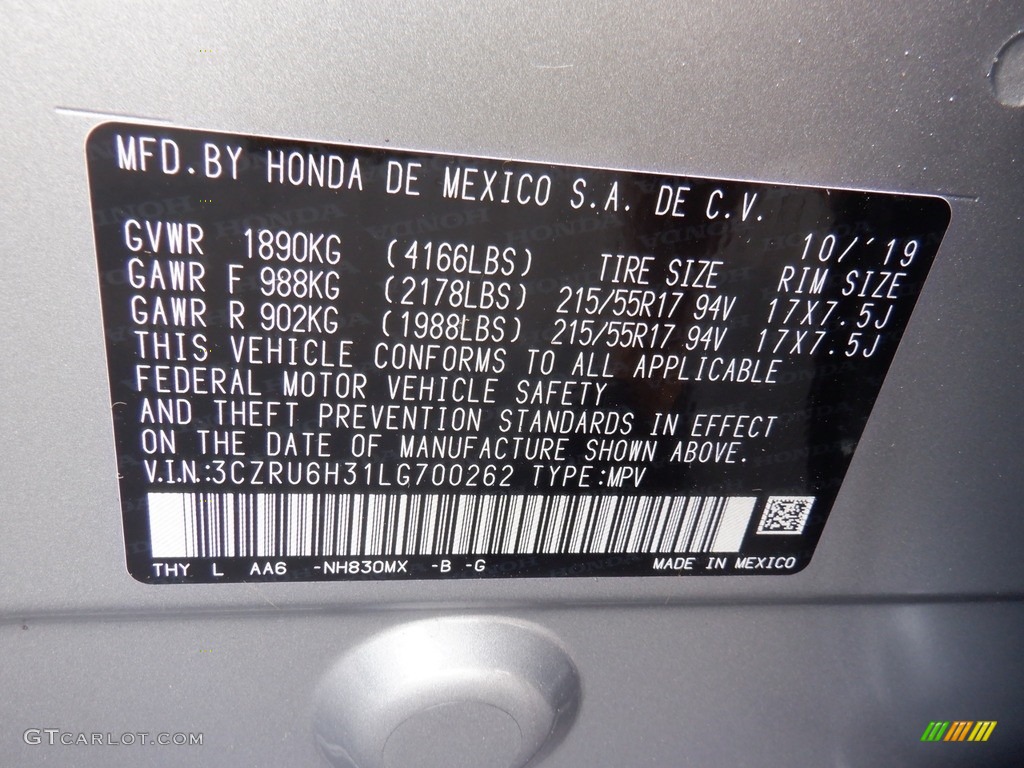 MFD.BY HONDA DE MEXICO S.A. DE C.V.
10/'19
GVWR 1890KG (4166LBS) TIRE SIZE RIM SIZE
GAWR F 988KG (2178LBS) 215/55R17 94V 17X7.5J
GAWR R 902KG (1988LBS) 215/55R17 94V 17X7.5J
THIS VEHICLE CONFORMS TO ALL APPLICABLE
FEDERAL MOTOR VEHICLE SAFETY
AND THEFT PREVENTION STANDARDS IN EFFECT
ON THE DATE OF MANUFACTURE SHOWN ABOVE.
V.I.N.:3CZRU6H31LG700262 TYPE:MPV
THY L AA6 -NH830MX -B -G MADE IN MEXICO
GTCARLOT.COM